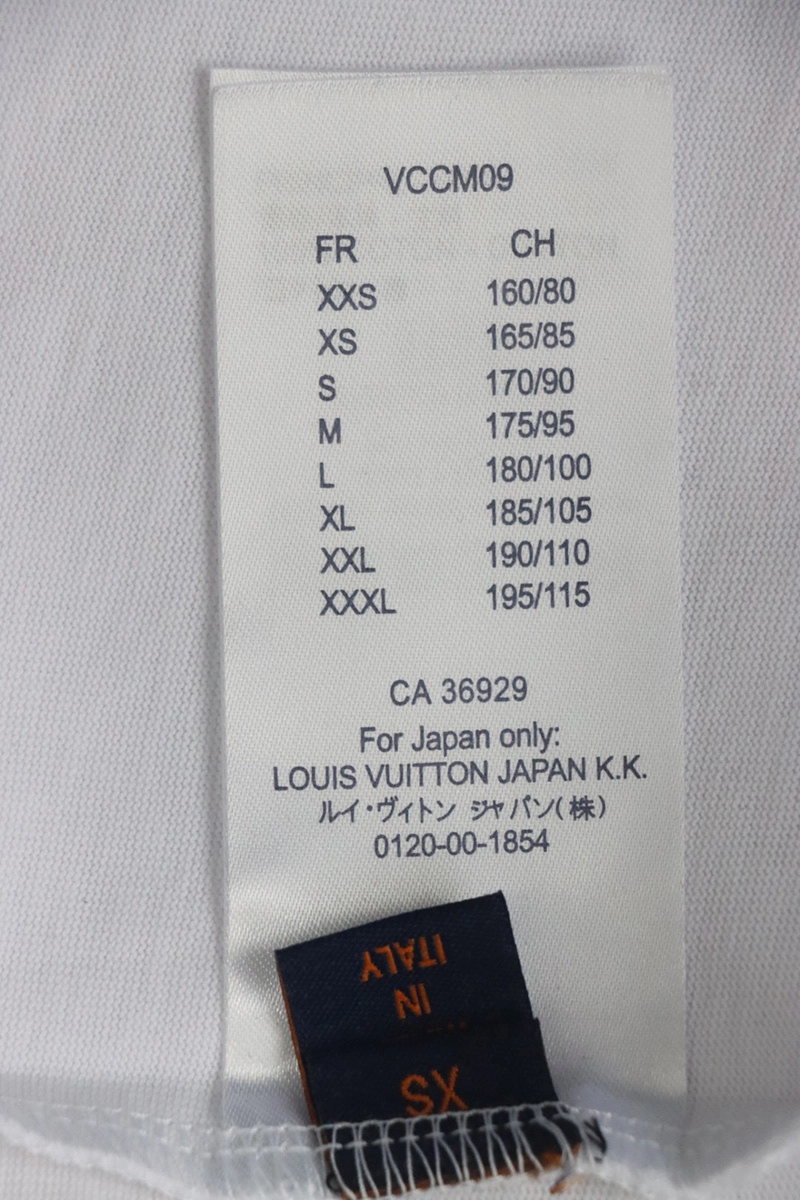 VCCM09
FR CH
XXS 160/80
XS 165/85
S 170/90
M 175/95
L 180/100
XL 185/105
XXL 190/110
XXXL 195/115
CA 36929
For Japan only:
LOUIS VUITTON JAPAN K.K.
ルイ・ヴィトン ジャパン(株)
0120-00-1854
IN
ITALY
XS